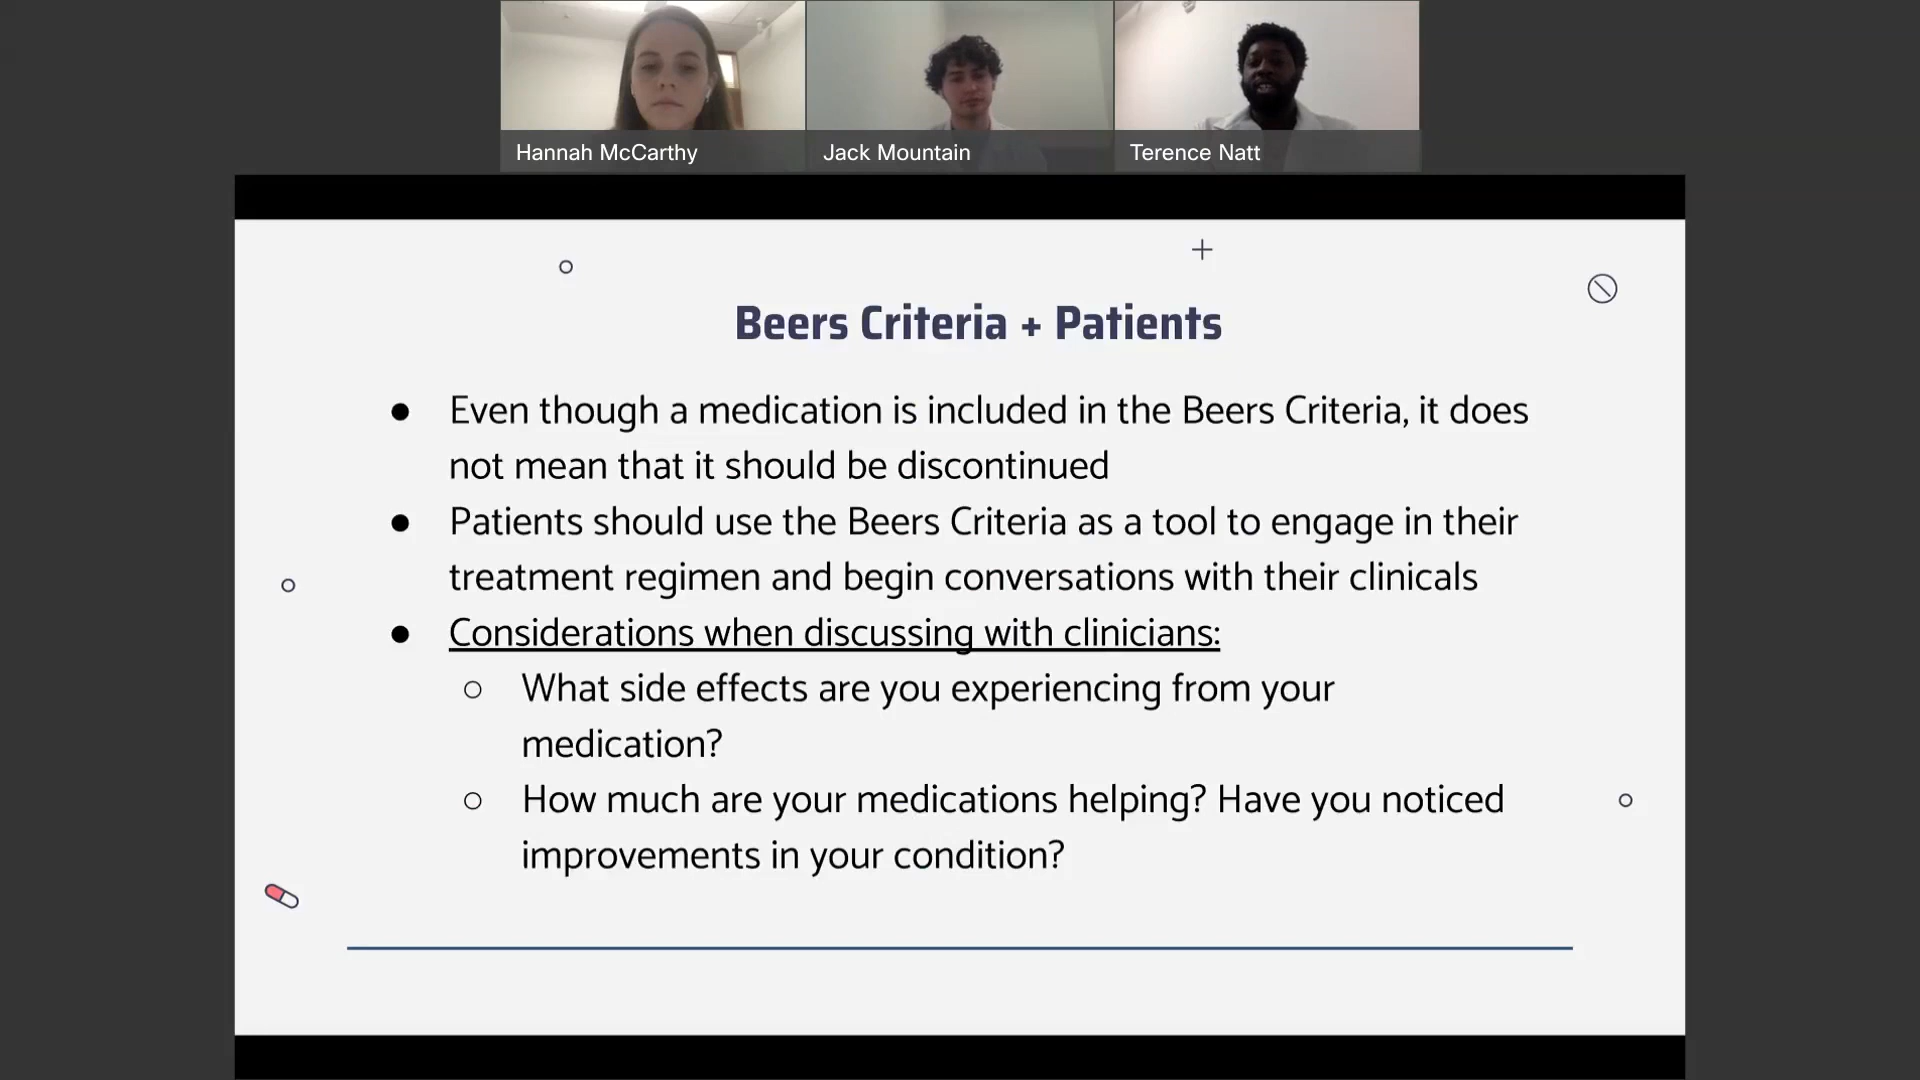 Hannah McCarthy
Jack Mountain
Terence Natt
Beers Criteria + Patients
● Even though a medication is included in the Beers Criteria, it does
not mean that it should be discontinued
● Patients should use the Beers Criteria as a tool to engage in their
treatment regimen and begin conversations with their clinicals
● Considerations when discussing with clinicians:
○ What side effects are you experiencing from your
medication?
○ How much are your medications helping? Have you noticed
improvements in your condition?